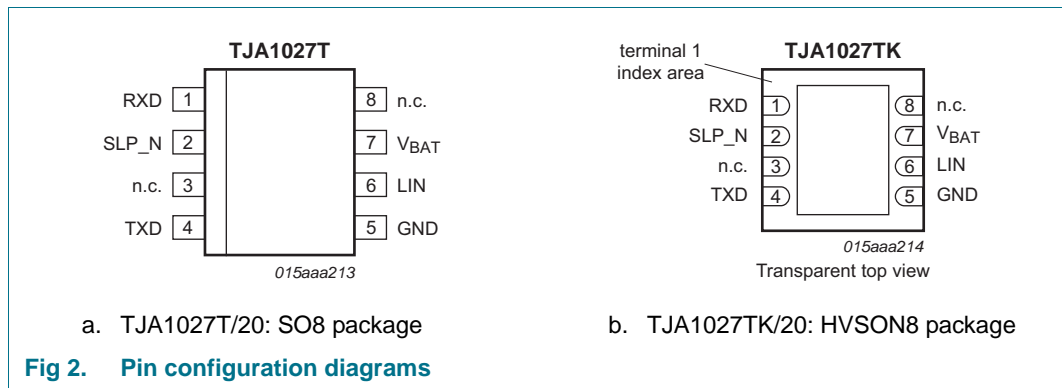 TJA1027T
RXD 1
8 n.c.
SLP_N 2
7 VBAT
n.c. 3
6 LIN
TXD 4
5 GND
015aaa213
a. TJA1027T/20: SO8 package
terminal 1
index area
TJA1027TK
RXD 1
8 n.c.
SLP_N 2
7 VBAT
n.c. 3
6 LIN
TXD 4
5 GND
015aaa214
Transparent top view
b. TJA1027TK/20: HVSON8 package
Fig 2. Pin configuration diagrams